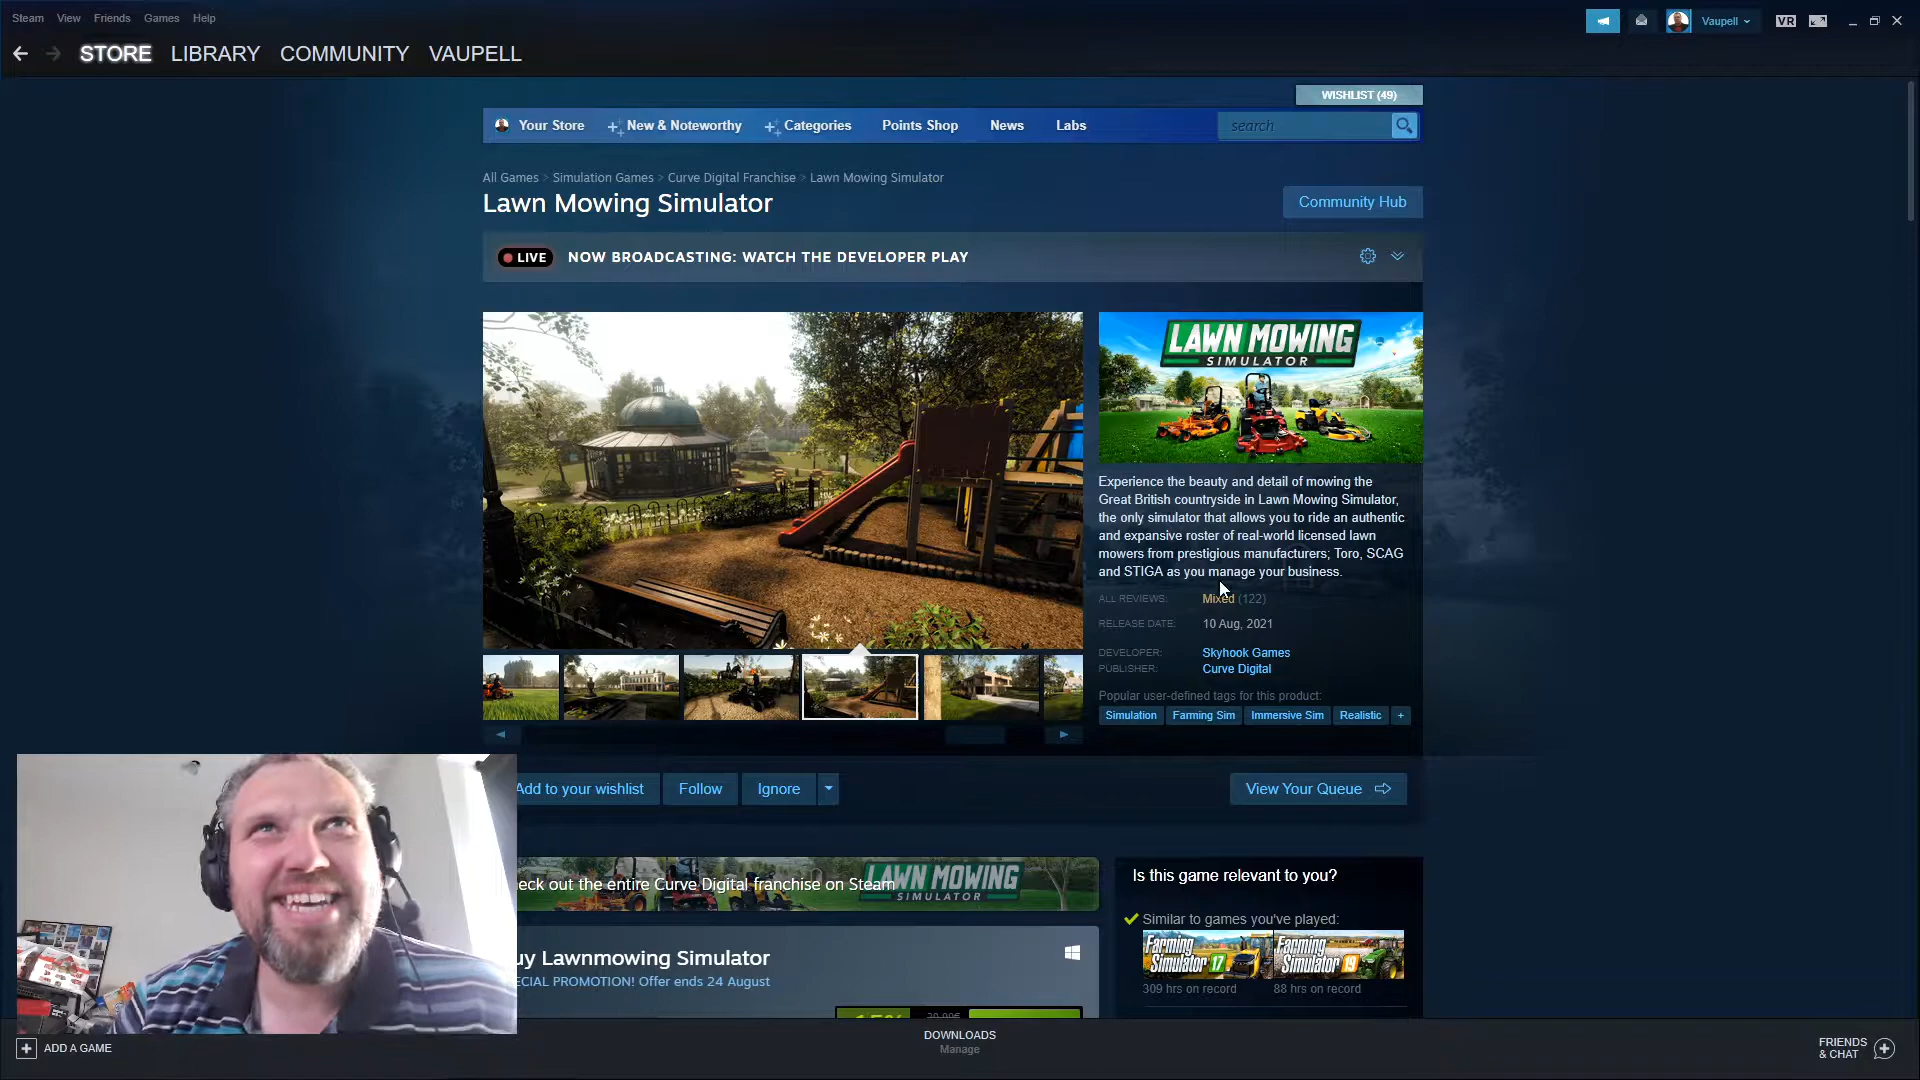 Steam View Friends Games Help
Vaupell
VR
STORE LIBRARY COMMUNITY VAUPELL
WISHLIST (49)
Your Store New & Noteworthy Categories Points Shop News Labs
search
All Games > Simulation Games > Curve Digital Franchise > Lawn Mowing Simulator
Lawn Mowing Simulator
Community Hub
LIVE NOW BROADCASTING: WATCH THE DEVELOPER PLAY
LAWN MOWING
SIMULATOR
Experience the beauty and detail of mowing the
Great British countryside in Lawn Mowing Simulator,
the only simulator that allows you to ride an authentic
and expansive roster of real-world licensed lawn
mowers from prestigious manufacturers; Toro, SCAG
and STIGA as you manage your business.
ALL REVIEWS: Mixed (122)
RELEASE DATE: 10 Aug, 2021
DEVELOPER: Skyhook Games
PUBLISHER: Curve Digital
Popular user-defined tags for this product:
Simulation Farming Sim Immersive Sim Realistic +
Add to your wishlist Follow Ignore
View Your Queue
eck out the entire Curve Digital franchise on Steam
LAWN MOWING
SIMULATOR
uy Lawnmowing Simulator
ECIAL PROMOTION! Offer ends 24 August
Is this game relevant to you?
Similar to games you've played:
Farming Simulator 17
Farming Simulator 19
309 hrs on record 88 hrs on record
DOWNLOADS
Manage
ADD A GAME
FRIENDS
& CHAT